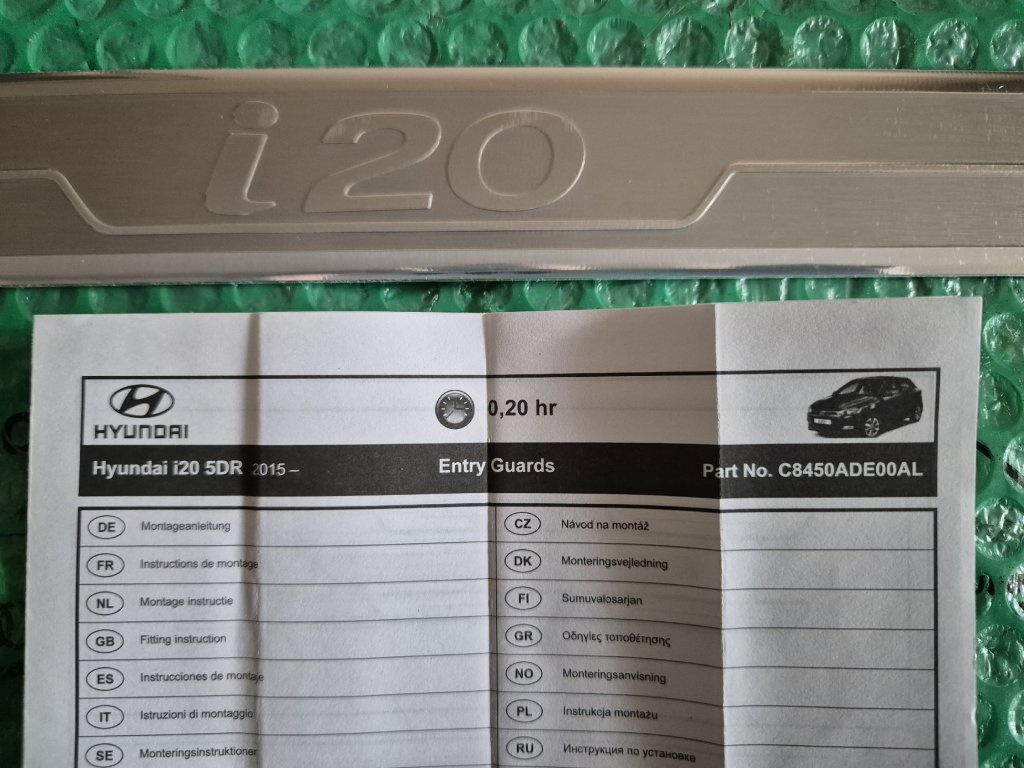 i20
HYUNDAI
0,20 hr
Hyundai i20 5DR 2015 –
Entry Guards
Part No. C8450ADE00AL
DE Montageanleitung
FR Instructions de montage
NL Montage instructie
GB Fitting instruction
ES Instrucciones de montaje
IT Istruzioni di montaggio
SE Monteringsinstruktioner
CZ Návod na montáž
DK Monteringsvejledning
FI Sumuvalosarjan
GR Οδηγίες τοποθέτησης
NO Monteringsanvisning
PL Instrukcja montażu
RU Инструкция по установке